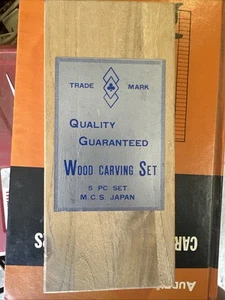 TRADE MARK
QUALITY
GUARANTEED
WOOD CARVING SET
5 PC SET
M.C.S. JAPAN